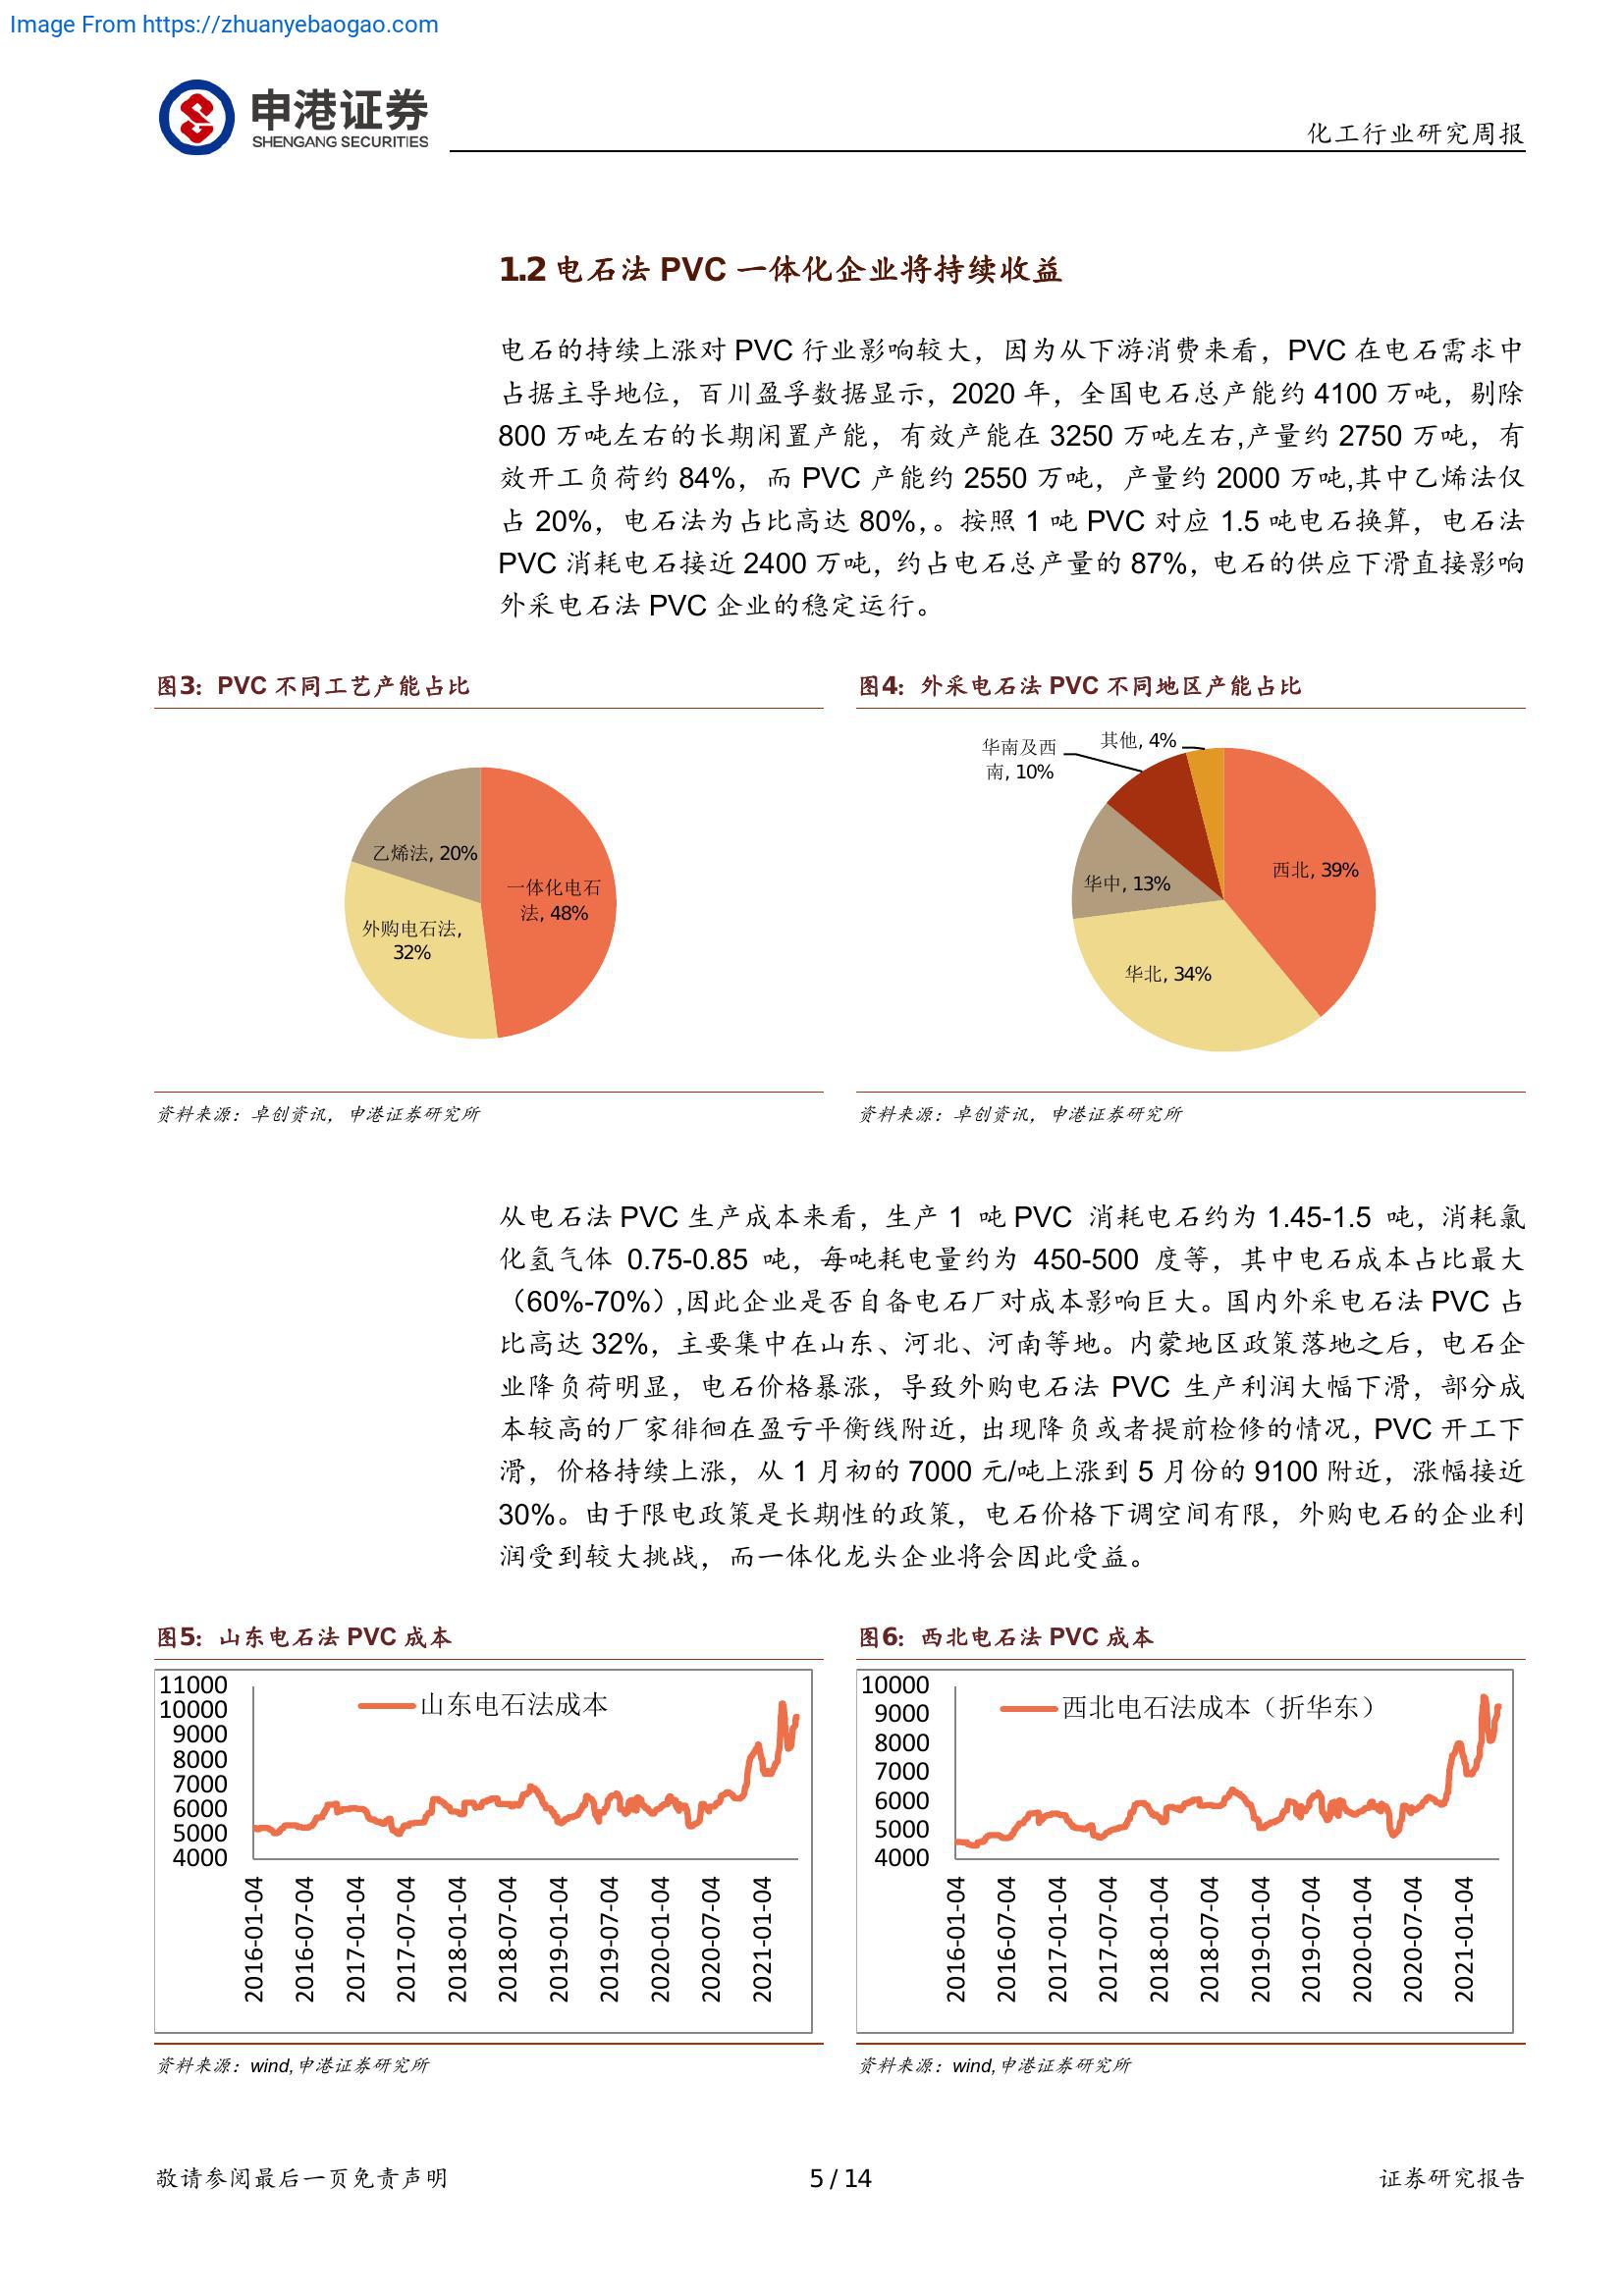 Image From https://zhuanyebaogao.com
申港证券
SHENGANG SECURITIES
化工行业研究周报
1.2 电石法 PVC 一体化企业将持续收益
电石的持续上涨对 PVC 行业影响较大，因为从下游消费来看，PVC 在电石需求中
占据主导地位，百川盈孚数据显示，2020 年，全国电石总产能约 4100 万吨，剔除
800 万吨左右的长期闲置产能，有效产能在 3250 万吨左右,产量约 2750 万吨，有
效开工负荷约 84%，而 PVC 产能约 2550 万吨，产量约 2000 万吨,其中乙烯法仅
占 20%，电石法为占比高达 80%,。按照 1 吨 PVC 对应 1.5 吨电石换算，电石法
PVC 消耗电石接近 2400 万吨，约占电石总产量的 87%，电石的供应下滑直接影响
外采电石法 PVC 企业的稳定运行。
图3：PVC 不同工艺产能占比
乙烯法, 20%
一体化电石
法, 48%
外购电石法,
32%
资料来源：卓创资讯，申港证券研究所
图4：外采电石法 PVC 不同地区产能占比
华南及西
南, 10%
其他, 4%
西北, 39%
华中, 13%
华北, 34%
资料来源：卓创资讯，申港证券研究所
从电石法 PVC 生产成本来看，生产 1 吨 PVC 消耗电石约为 1.45-1.5 吨，消耗氯
化氢气体 0.75-0.85 吨，每吨耗电量约为 450-500 度等，其中电石成本占比最大
（60%-70%）,因此企业是否自备电石厂对成本影响巨大。国内外采电石法 PVC 占
比高达 32%，主要集中在山东、河北、河南等地。内蒙地区政策落地之后，电石企
业降负荷明显，电石价格暴涨，导致外购电石法 PVC 生产利润大幅下滑，部分成
本较高的厂家徘徊在盈亏平衡线附近，出现降负或者提前检修的情况，PVC 开工下
滑，价格持续上涨，从 1 月初的 7000 元/吨上涨到 5 月份的 9100 附近，涨幅接近
30%。由于限电政策是长期性的政策，电石价格下调空间有限，外购电石的企业利
润受到较大挑战，而一体化龙头企业将会因此受益。
图5：山东电石法 PVC 成本
山东电石法成本
11000
10000
9000
8000
7000
6000
5000
4000
2016-01-04
2016-07-04
2017-01-04
2017-07-04
2018-01-04
2018-07-04
2019-01-04
2019-07-04
2020-01-04
2020-07-04
2021-01-04
资料来源：wind,申港证券研究所
图6：西北电石法 PVC 成本
西北电石法成本（折华东）
10000
9000
8000
7000
6000
5000
4000
2016-01-04
2016-07-04
2017-01-04
2017-07-04
2018-01-04
2018-07-04
2019-01-04
2019-07-04
2020-01-04
2020-07-04
2021-01-04
资料来源：wind,申港证券研究所
敬请参阅最后一页免责声明
5 / 14
证券研究报告